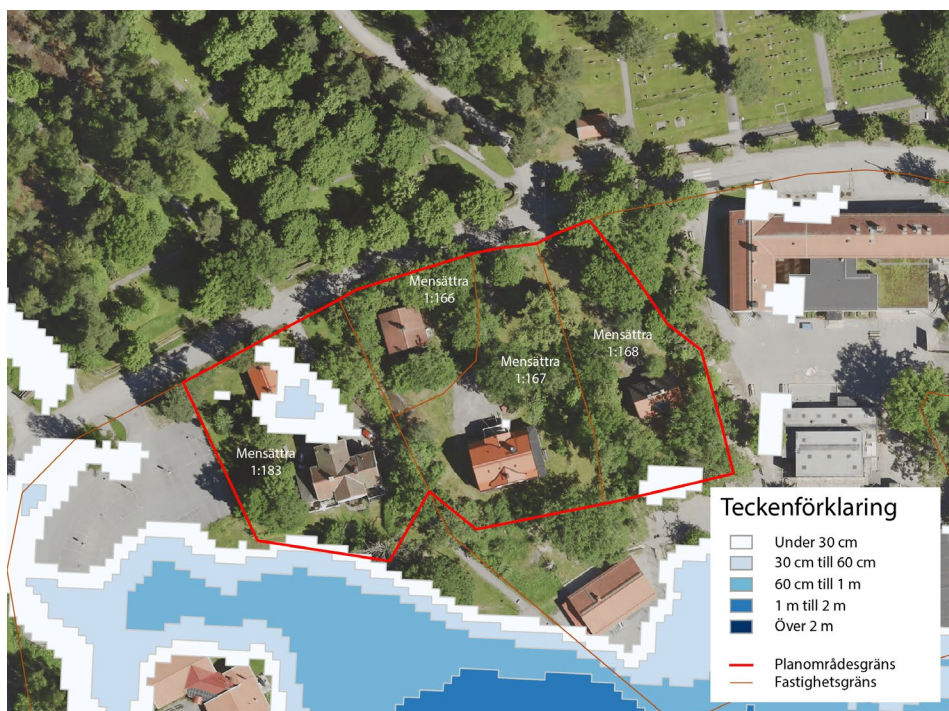 Mensättra
1:166
Mensättra
1:167
Mensättra
1:168
Mensättra
1:183
Teckenförklaring
Under 30 cm
30 cm till 60 cm
60 cm till 1 m
1 m till 2 m
Över 2 m
Planområdesgräns
Fastighetsgräns